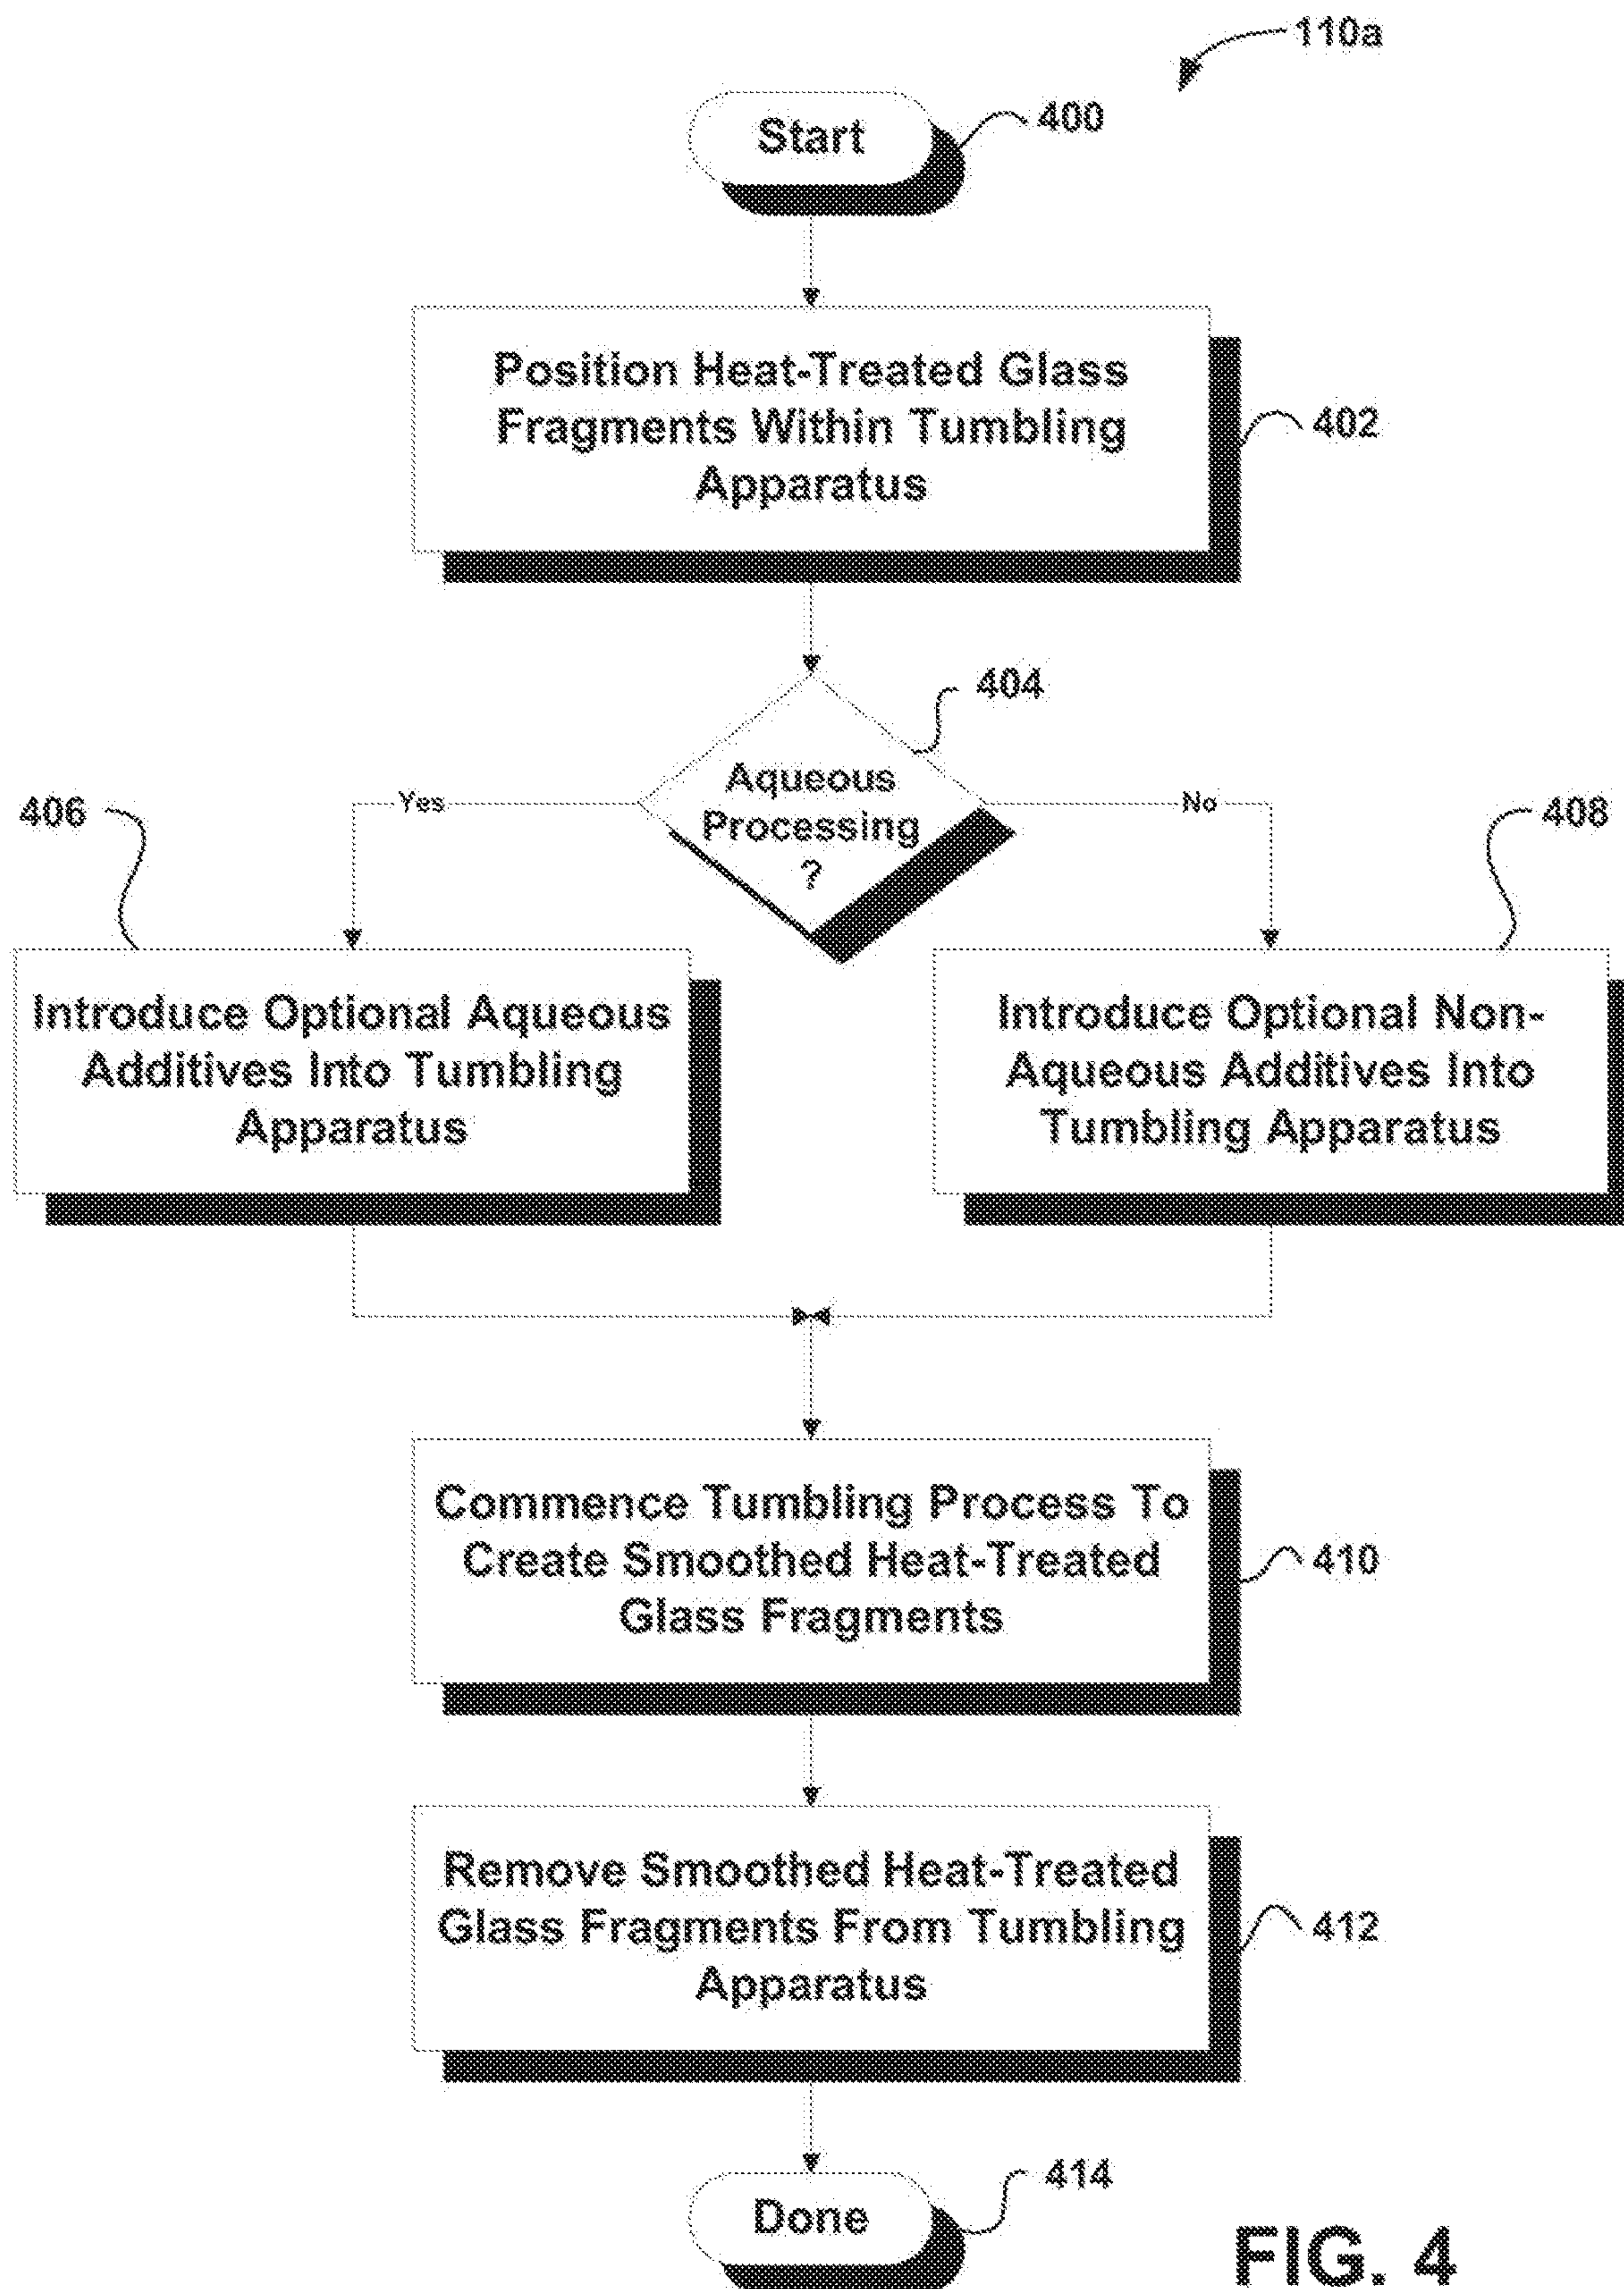 110a
Start
400
Position Heat-Treated Glass
Fragments Within Tumbling
Apparatus
402
404
Aqueous
Processing
?
Yes
No
406
408
Introduce Optional Aqueous
Additives Into Tumbling
Apparatus
Introduce Optional Non-
Aqueous Additives Into
Tumbling Apparatus
Commence Tumbling Process To
Create Smoothed Heat-Treated
Glass Fragments
410
Remove Smoothed Heat-Treated
Glass Fragments From Tumbling
Apparatus
412
Done
414
FIG. 4